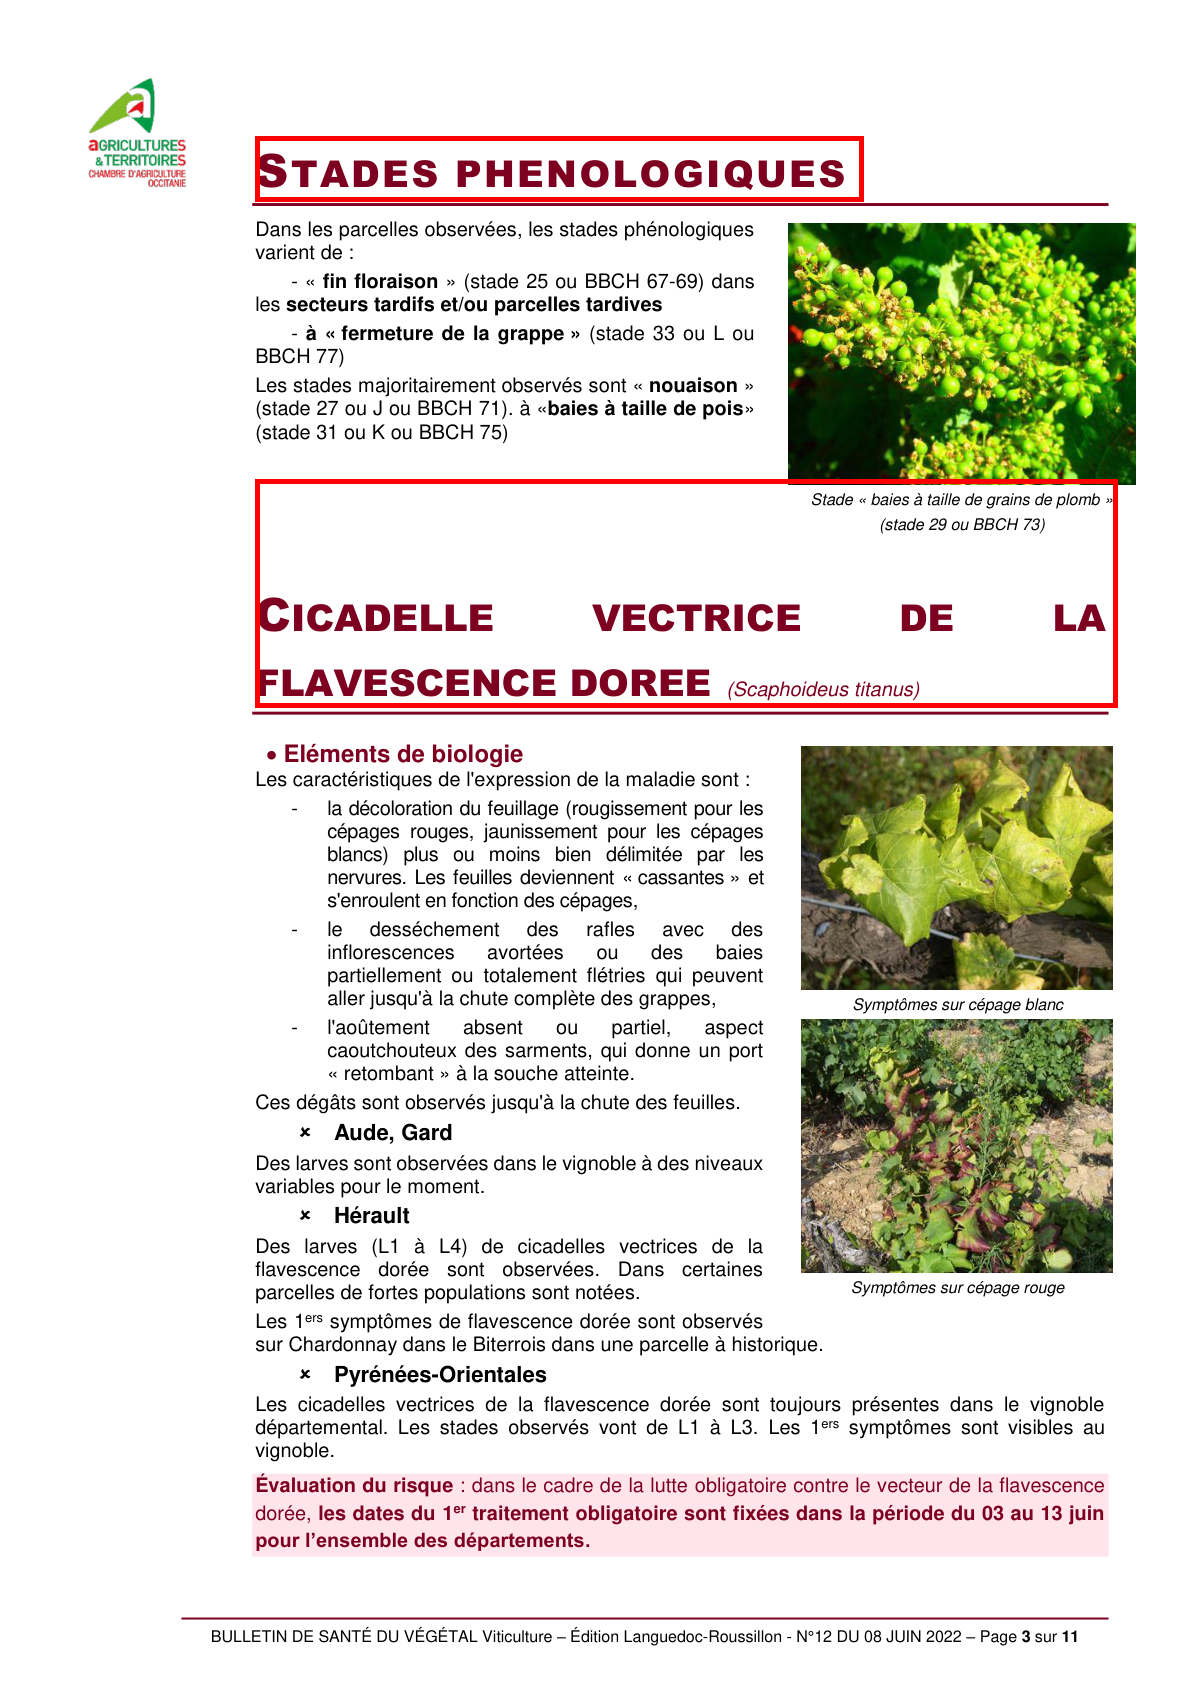 aGRICULTURES
& TERRITOIRES
CHAMBRE D'AGRICULTURE
OCCITANIE
STADES PHENOLOGIQUES
Dans les parcelles observées, les stades phénologiques
varient de :
- « fin floraison » (stade 25 ou BBCH 67-69) dans
les secteurs tardifs et/ou parcelles tardives
- à « fermeture de la grappe » (stade 33 ou L ou
BBCH 77)
Les stades majoritairement observés sont « nouaison »
(stade 27 ou J ou BBCH 71). à «baies à taille de pois»
(stade 31 ou K ou BBCH 75)
Stade « baies à taille de grains de plomb »
(stade 29 ou BBCH 73)
CICADELLE VECTRICE DE LA
FLAVESCENCE DOREE (Scaphoideus titanus)
• Eléments de biologie
Les caractéristiques de l'expression de la maladie sont :
- la décoloration du feuillage (rougissement pour les
cépages rouges, jaunissement pour les cépages
blancs) plus ou moins bien délimitée par les
nervures. Les feuilles deviennent « cassantes » et
s'enroulent en fonction des cépages,
- le desséchement des rafles avec des
inflorescences avortées ou des baies
partiellement ou totalement flétries qui peuvent
aller jusqu'à la chute complète des grappes,
- l'aoûtement absent ou partiel, aspect
caoutchouteux des sarments, qui donne un port
« retombant » à la souche atteinte.
Ces dégâts sont observés jusqu'à la chute des feuilles.
Symptômes sur cépage blanc
× Aude, Gard
Des larves sont observées dans le vignoble à des niveaux
variables pour le moment.
× Hérault
Des larves (L1 à L4) de cicadelles vectrices de la
flavescence dorée sont observées. Dans certaines
parcelles de fortes populations sont notées.
Symptômes sur cépage rouge
Les 1ers symptômes de flavescence dorée sont observés
sur Chardonnay dans le Biterrois dans une parcelle à historique.
× Pyrénées-Orientales
Les cicadelles vectrices de la flavescence dorée sont toujours présentes dans le vignoble
départemental. Les stades observés vont de L1 à L3. Les 1ers symptômes sont visibles au
vignoble.
Évaluation du risque : dans le cadre de la lutte obligatoire contre le vecteur de la flavescence
dorée, les dates du 1er traitement obligatoire sont fixées dans la période du 03 au 13 juin
pour l’ensemble des départements.
BULLETIN DE SANTÉ DU VÉGÉTAL Viticulture – Édition Languedoc-Roussillon - N°12 DU 08 JUIN 2022 – Page 3 sur 11